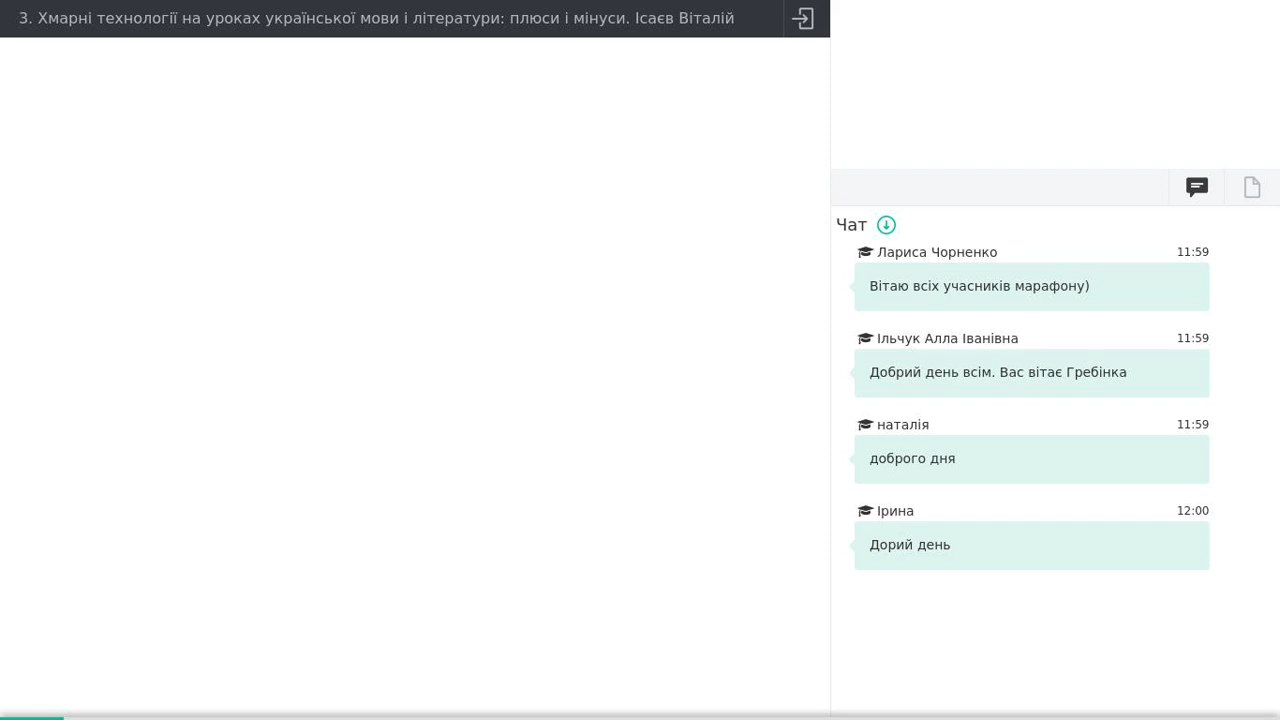 3. Хмарні технології на уроках української мови і літератури: плюси і мінуси. Ісаєв Віталій
Чат
Лариса Чорненко 11:59
Вітаю всіх учасників марафону)
Ільчук Алла Іванівна 11:59
Добрий день всім. Вас вітає Гребінка
наталія 11:59
доброго дня
Ірина 12:00
Дорий день